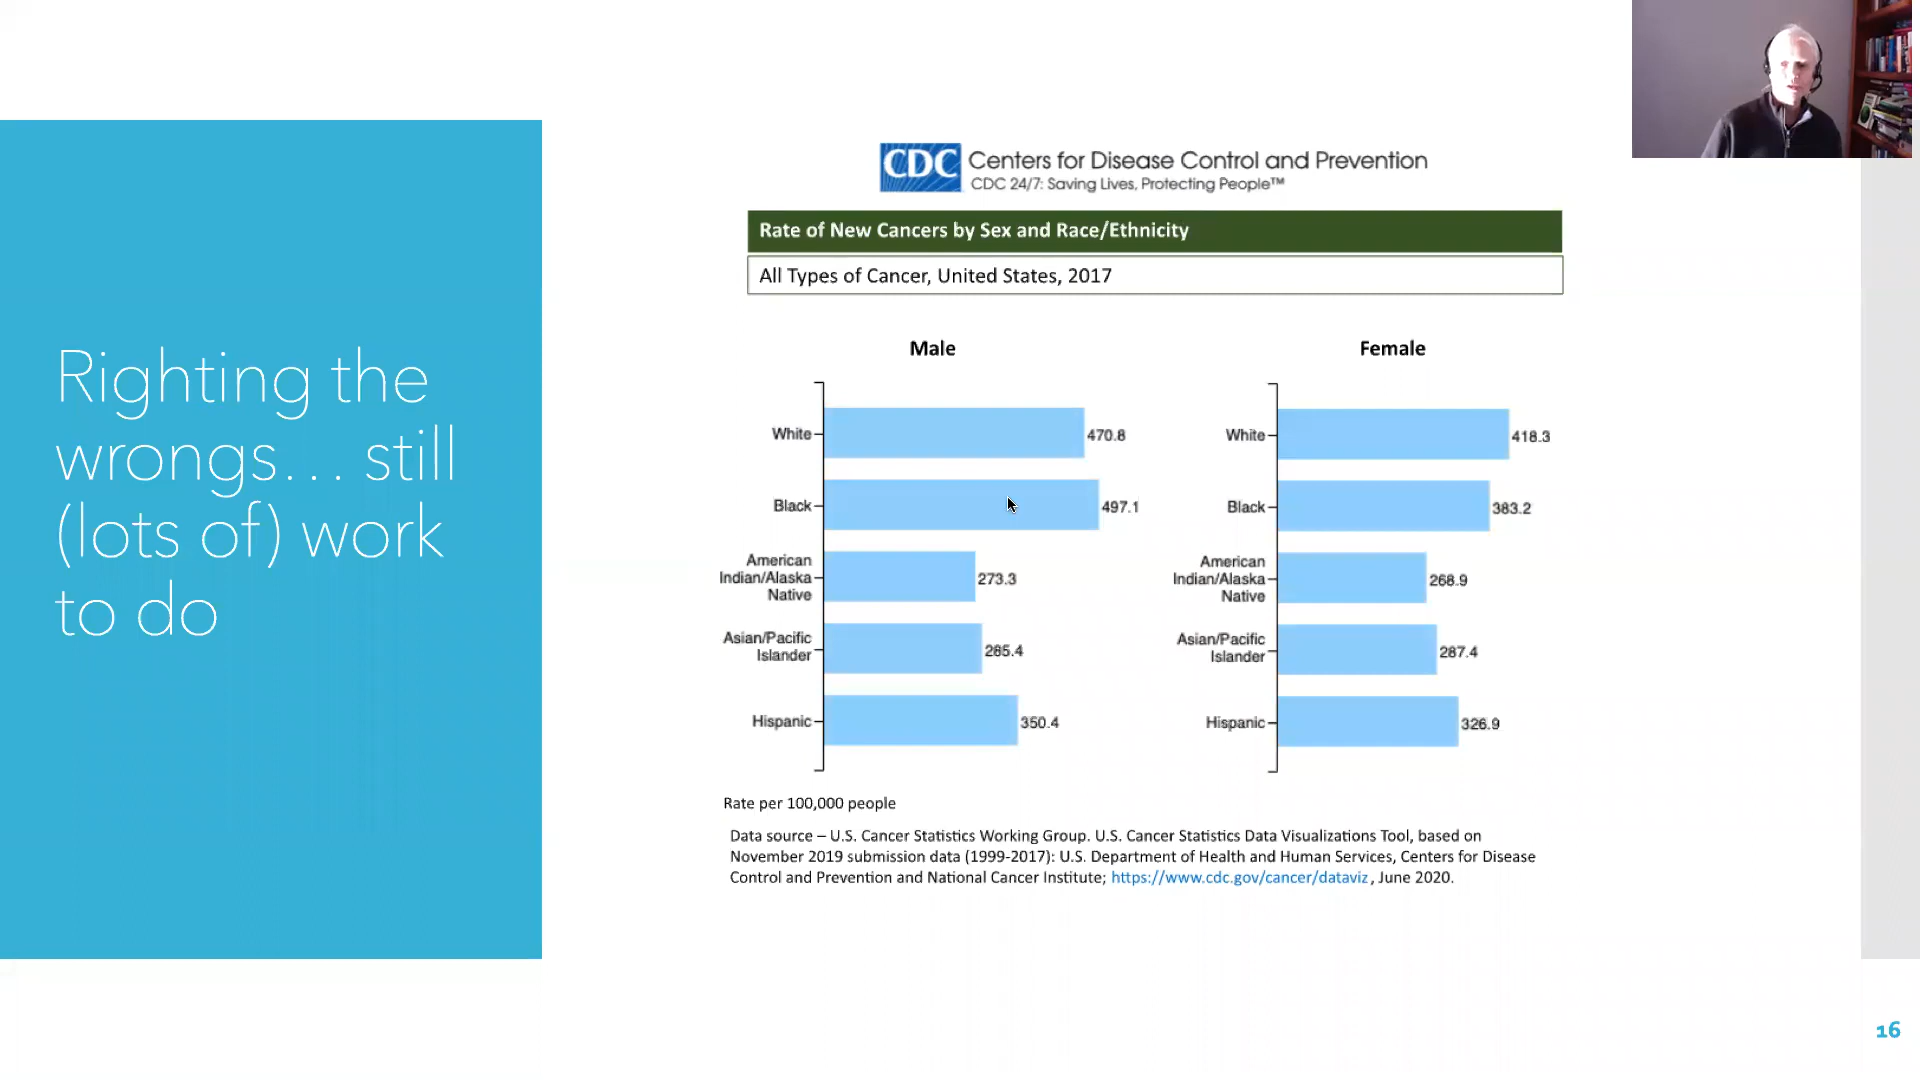 Righting the
wrongs... still
(lots of) work
to do
CDC Centers for Disease Control and Prevention
CDC 24/7: Saving Lives, Protecting People™
Rate of New Cancers by Sex and Race/Ethnicity
All Types of Cancer, United States, 2017
Male
White
470.8
Black
497.1
American
Indian/Alaska
Native
273.3
Asian/Pacific
Islander
285.4
Hispanic
350.4
Female
White
418.3
Black
383.2
American
Indian/Alaska
Native
268.9
Asian/Pacific
Islander
287.4
Hispanic
326.9
Rate per 100,000 people
Data source – U.S. Cancer Statistics Working Group. U.S. Cancer Statistics Data Visualizations Tool, based on
November 2019 submission data (1999-2017): U.S. Department of Health and Human Services, Centers for Disease
Control and Prevention and National Cancer Institute; https://www.cdc.gov/cancer/dataviz, June 2020.
16